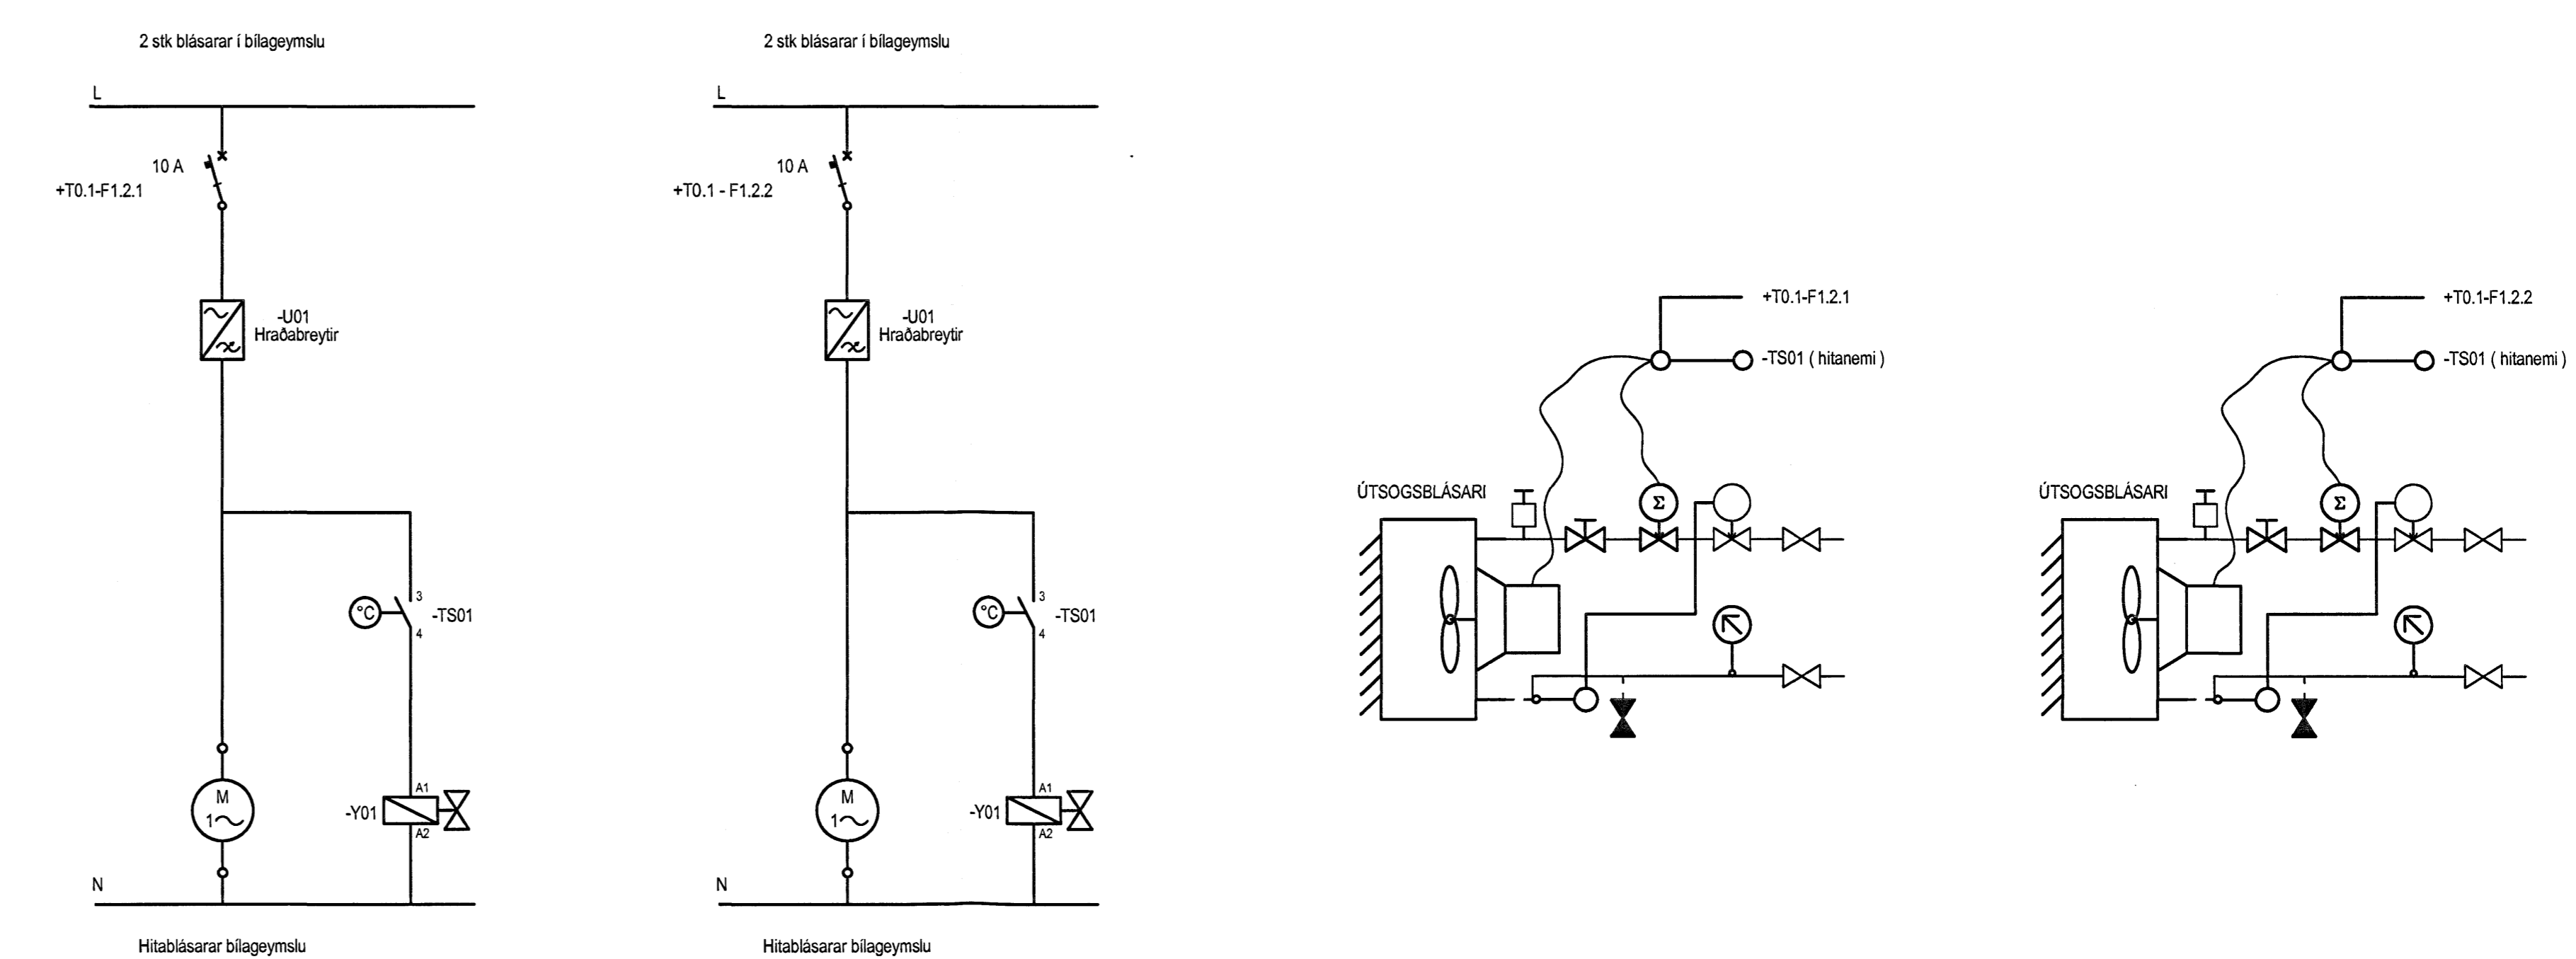 2 stk blásarar í bílageymslu
L
10 A
+T0.1-F1.2.1
-U01
Hraðabreytir
°C
3
4
-TS01
M
1~
-Y01
A1
A2
N
Hitablásarar bílageymslu
2 stk blásarar í bílageymslu
L
10 A
+T0.1 - F1.2.2
-U01
Hraðabreytir
°C
3
4
-TS01
M
1~
-Y01
A1
A2
N
Hitablásarar bílageymslu
+T0.1-F1.2.1
-TS01 ( hitanemi )
ÚTSOGSBLÁSARI
Σ
+T0.1-F1.2.2
-TS01 ( hitanemi )
ÚTSOGSBLÁSARI
Σ